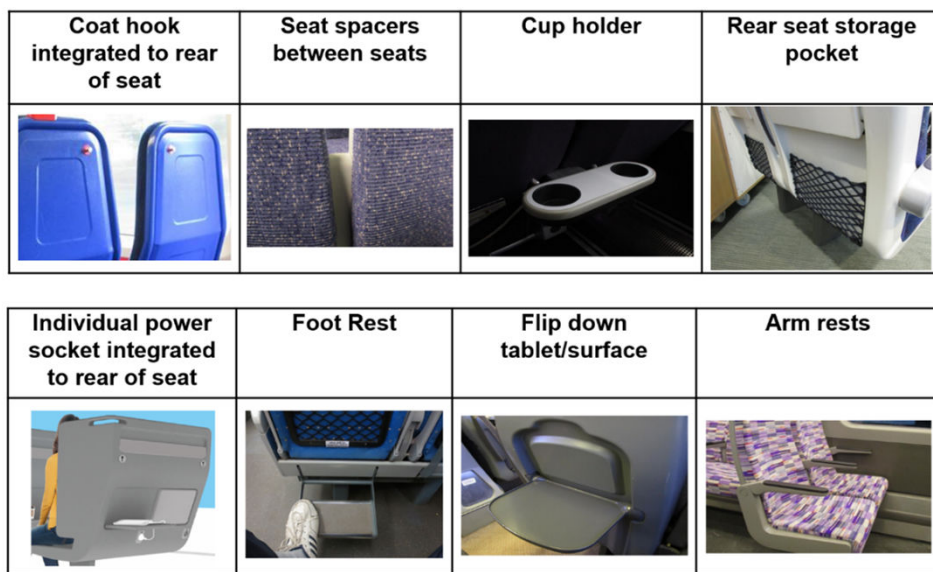 Coat hook
integrated to rear
of seat
Seat spacers
between seats
Cup holder
Rear seat storage
pocket
Individual power
socket integrated
to rear of seat
Foot Rest
Flip down
tablet/surface
Arm rests